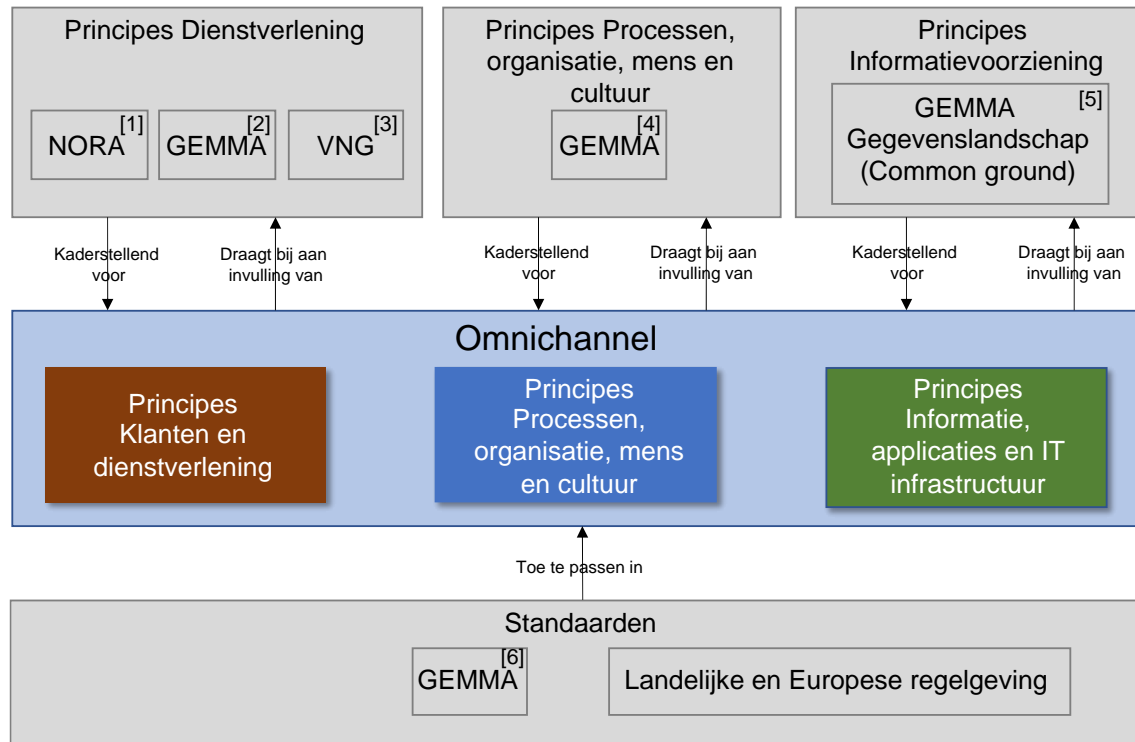 Principes Dienstverlening
[1]
NORA
[2]
GEMMA
[3]
VNG
Principes Processen,
organisatie, mens en
cultuur
[4]
GEMMA
Principes
Informatievoorziening
[5]
GEMMA
Gegevenslandschap
(Common ground)
Kaderstellend
voor
Draagt bij aan
invulling van
Kaderstellend
voor
Draagt bij aan
invulling van
Kaderstellend
voor
Draagt bij aan
invulling van
Omnichannel
Principes
Klanten en
dienstverlening
Principes
Processen,
organisatie, mens
en cultuur
Principes
Informatie,
applicaties en IT
infrastructuur
Toe te passen in
Standaarden
[6]
GEMMA
Landelijke en Europese regelgeving